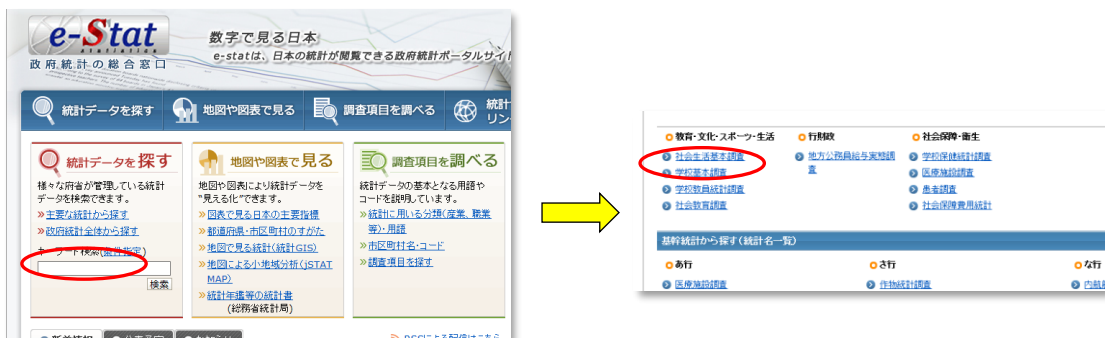 e-Stat
statistics
政府統計の総合窓口
数字で見る日本
e-statは、日本の統計が閲覧できる政府統計ポータルサイト
統計データを探す
地図や図表で見る
調査項目を調べる
統計
リン
統計データを探す
様々な府省が管理している統計
データを検索できます。
»主要な統計から探す
»政府統計全体から探す
キーワード検索(条件指定)
検索
地図や図表で見る
地図や図表により統計データを
"見える化"できます。
»図表で見る日本の主要指標
»都道府県・市区町村のすがた
»地図で見る統計(統計GIS)
»地図による小地域分析(jSTAT
MAP)
»統計年鑑等の統計書
(総務省統計局)
調査項目を調べる
統計データの基本となる用語や
コードを説明しています。
»統計に用いる分類(産業、職業
等)・用語
»市区町村名・コード
»調査項目を探す
教育・文化・スポーツ・生活
社会生活基本調査
学校基本調査
学校教員統計調査
社会教育調査
行財政
地方公務員給与実態調
査
社会保障・衛生
学校保健統計調査
医療施設調査
患者調査
社会保障費用統計
基幹統計から探す(統計名一覧)
あ行
医療施設調査
さ行
作物統計調査
な行